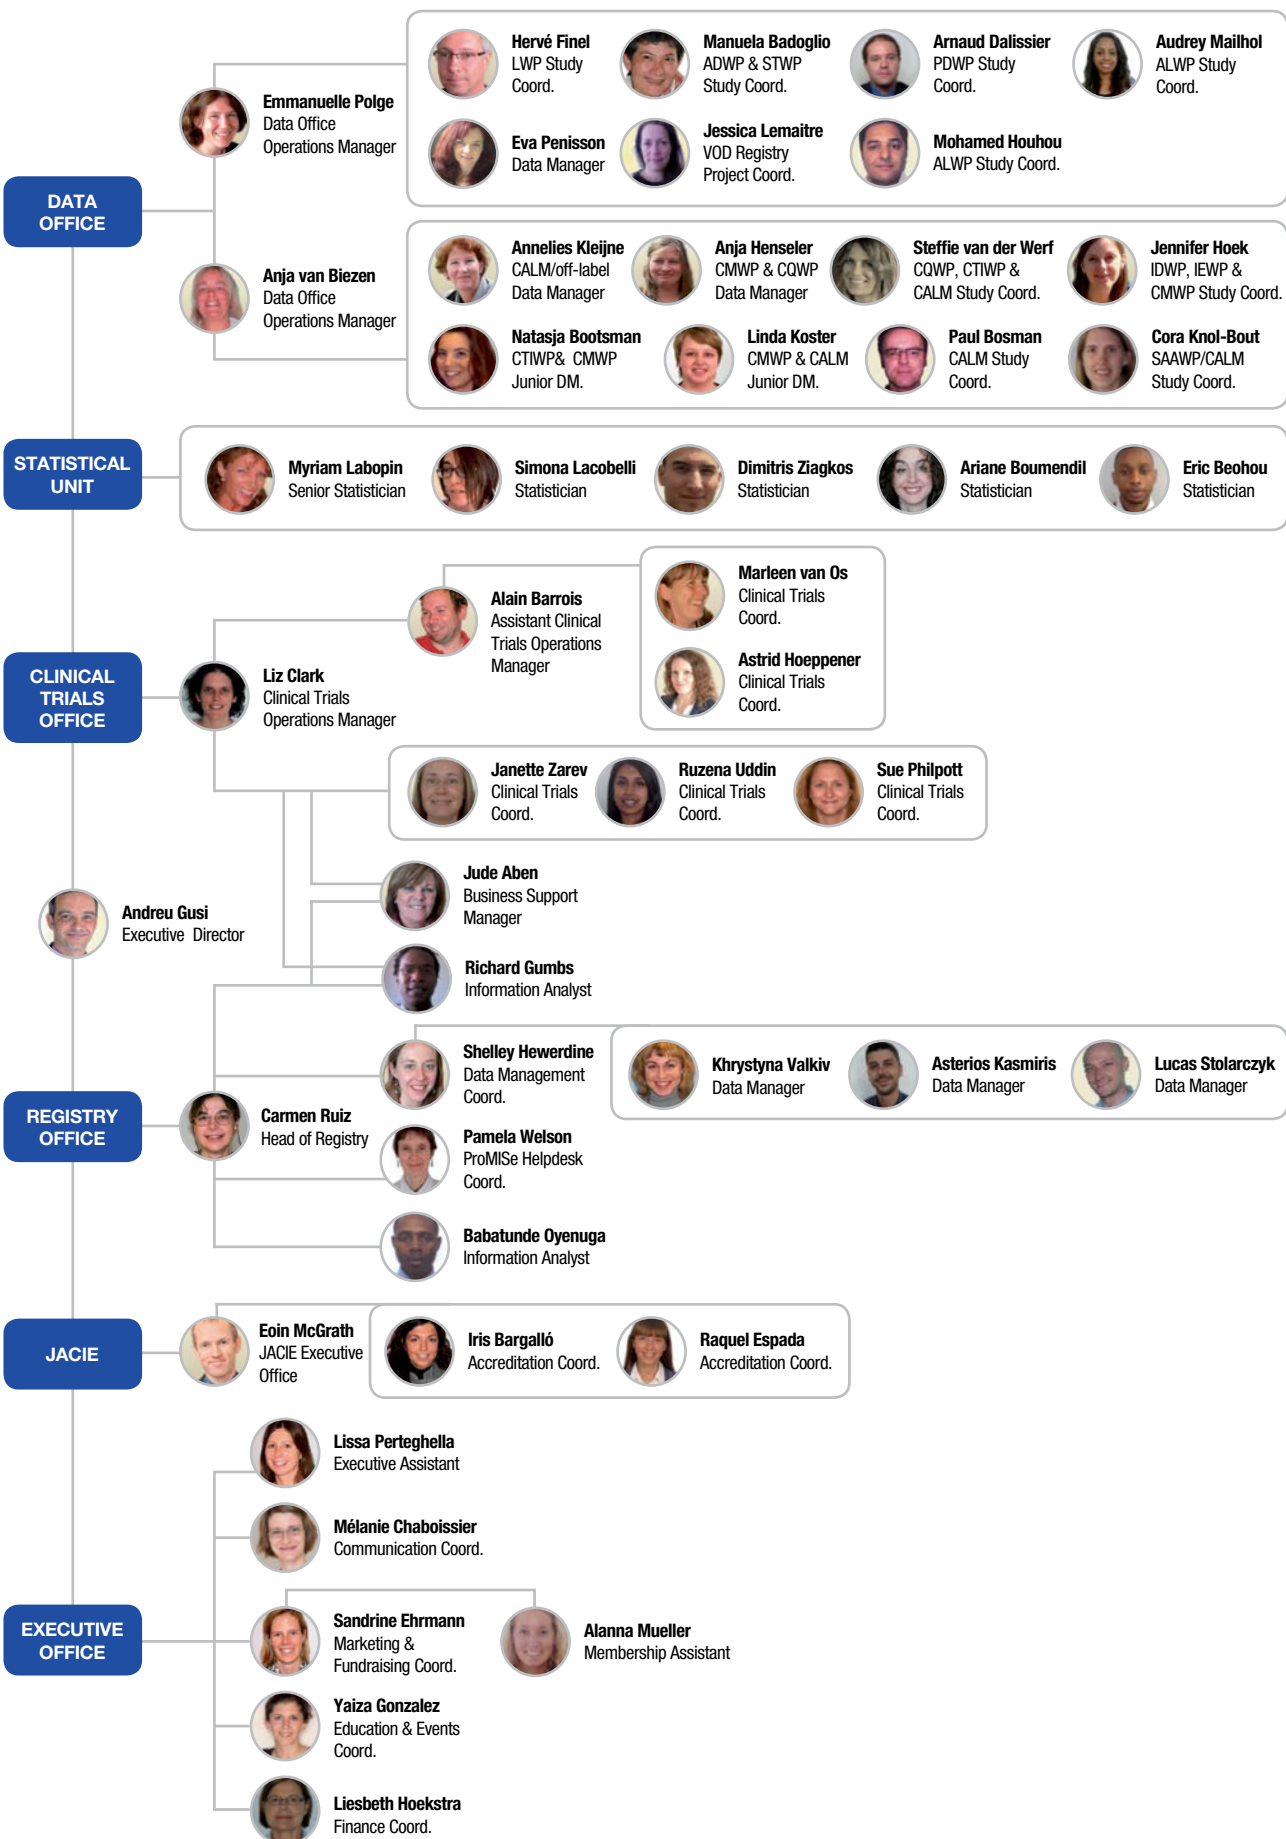 Hervé Finel
LWP Study
Coord.
Manuela Badoglio
ADWP & STWP
Study Coord.
Arnaud Dalissier
PDWP Study
Coord.
Audrey Mailhol
ALWP Study
Coord.
Emmanuelle Polge
Data Office
Operations Manager
Eva Penisson
Data Manager
Jessica Lemaitre
VOD Registry
Project Coord.
Mohamed Houhou
ALWP Study Coord.
DATA
OFFICE
Anja van Biezen
Data Office
Operations Manager
Annelies Kleijne
CALM/off-label
Data Manager
Anja Henseler
CMWP & CQWP
Data Manager
Steffie van der Werf
CQWP, CTIWP &
CALM Study Coord.
Jennifer Hoek
IDWP, IEWP &
CMWP Study Coord.
Natasja Bootsman
CTIWP& CMWP
Junior DM.
Linda Koster
CMWP & CALM
Junior DM.
Paul Bosman
CALM Study
Coord.
Cora Knol-Bout
SAAWP/CALM
Study Coord.
STATISTICAL
UNIT
Myriam Labopin
Senior Statistician
Simona Lacobelli
Statistician
Dimitris Ziagkos
Statistician
Ariane Boumendil
Statistician
Eric Beohou
Statistician
Alain Barrois
Assistant Clinical
Trials Operations
Manager
Marleen van Os
Clinical Trials
Coord.
Astrid Hoeppener
Clinical Trials
Coord.
CLINICAL
TRIALS
OFFICE
Liz Clark
Clinical Trials
Operations Manager
Janette Zarev
Clinical Trials
Coord.
Ruzena Uddin
Clinical Trials
Coord.
Sue Philpott
Clinical Trials
Coord.
Jude Aben
Business Support
Manager
Andreu Gusi
Executive Director
Richard Gumbs
Information Analyst
Shelley Hewerdine
Data Management
Coord.
Khrystyna Valkiv
Data Manager
Asterios Kasmiris
Data Manager
Lucas Stolarczyk
Data Manager
REGISTRY
OFFICE
Carmen Ruiz
Head of Registry
Pamela Welson
ProMISe Helpdesk
Coord.
Babatunde Oyenuga
Information Analyst
JACIE
Eoin McGrath
JACIE Executive
Office
Iris Bargalló
Accreditation Coord.
Raquel Espada
Accreditation Coord.
Lissa Perteghella
Executive Assistant
Mélanie Chaboissier
Communication Coord.
EXECUTIVE
OFFICE
Sandrine Ehrmann
Marketing &
Fundraising Coord.
Alanna Mueller
Membership Assistant
Yaiza Gonzalez
Education & Events
Coord.
Liesbeth Hoekstra
Finance Coord.